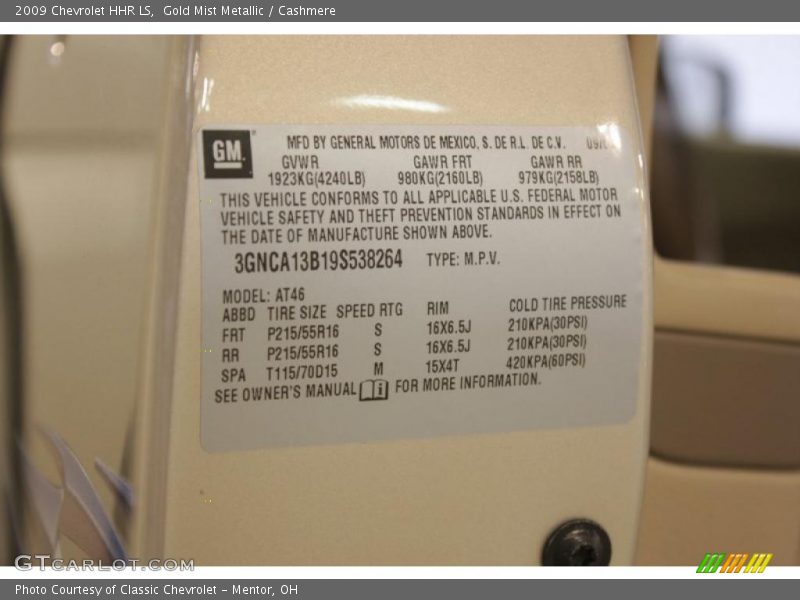 2009 Chevrolet HHR LS,  Gold Mist Metallic / Cashmere
GM
MFD BY GENERAL MOTORS DE MEXICO, S. DE R.L. DE C.V.
GVWR GAWR FRT GAWR RR
1923KG(4240LB) 980KG(2160LB) 979KG(2158LB)
THIS VEHICLE CONFORMS TO ALL APPLICABLE U.S. FEDERAL MOTOR
VEHICLE SAFETY AND THEFT PREVENTION STANDARDS IN EFFECT ON
THE DATE OF MANUFACTURE SHOWN ABOVE.
3GNCA13B19S538264 TYPE: M.P.V.
MODEL: AT46
ABBD TIRE SIZE SPEED RTG RIM COLD TIRE PRESSURE
FRT P215/55R16 S 16X6.5J 210KPA(30PSI)
RR P215/55R16 S 16X6.5J 210KPA(30PSI)
SPA T115/70D15 M 15X4T 420KPA(60PSI)
SEE OWNER'S MANUAL FOR MORE INFORMATION.
GTCarlot.com
Photo Courtesy of Classic Chevrolet - Mentor, OH